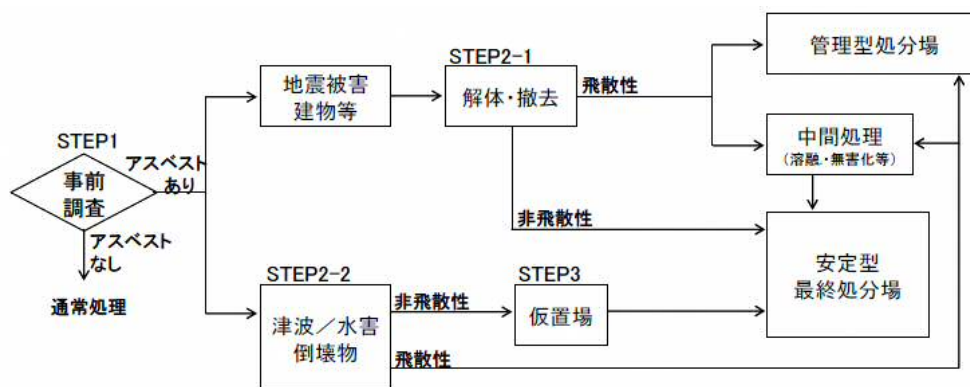 STEP1
事前
調査
アスベスト
あり
アスベスト
なし
通常処理
地震被害
建物等
STEP2-1
解体・撤去
飛散性
非飛散性
管理型処分場
中間処理
(溶融・無害化等)
STEP2-2
津波／水害
倒壊物
非飛散性
飛散性
STEP3
仮置場
安定型
最終処分場